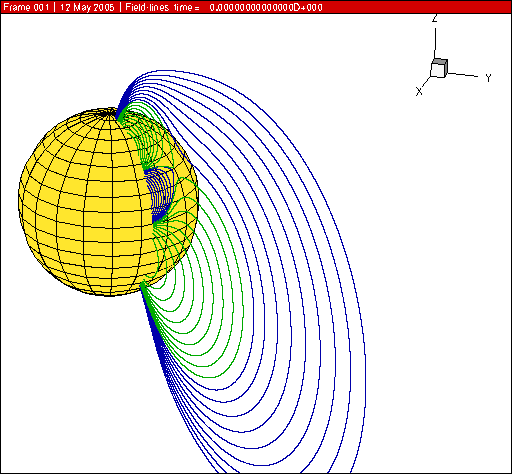 Frame 001 | 12 May 2005 | Field-lines time = 0.00000000000000D+000
Z
Y
X